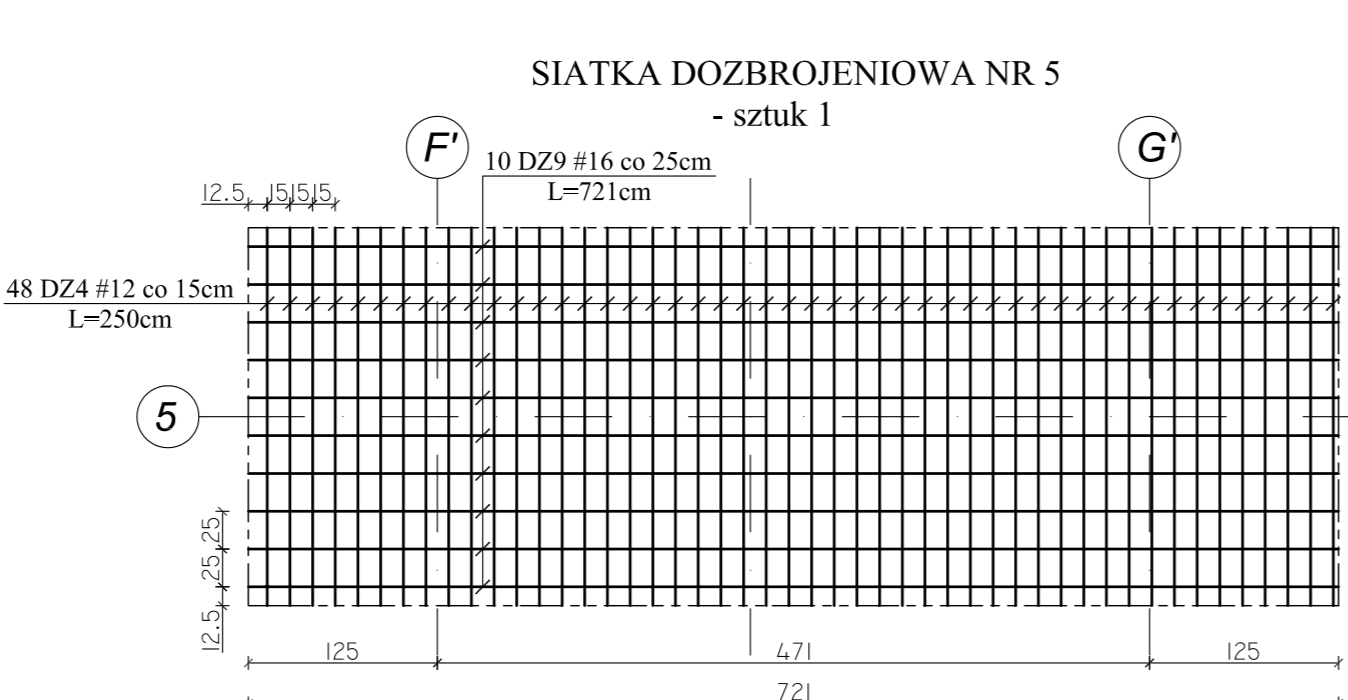 SIATKA DOZBROJENIOWA NR 5
- sztuk 1
F'
G'
10 DZ9 #16 co 25cm
L=721cm
12.5 15 15 15
48 DZ4 #12 co 15cm
L=250cm
5
25
25
12.5
125 471 125
721